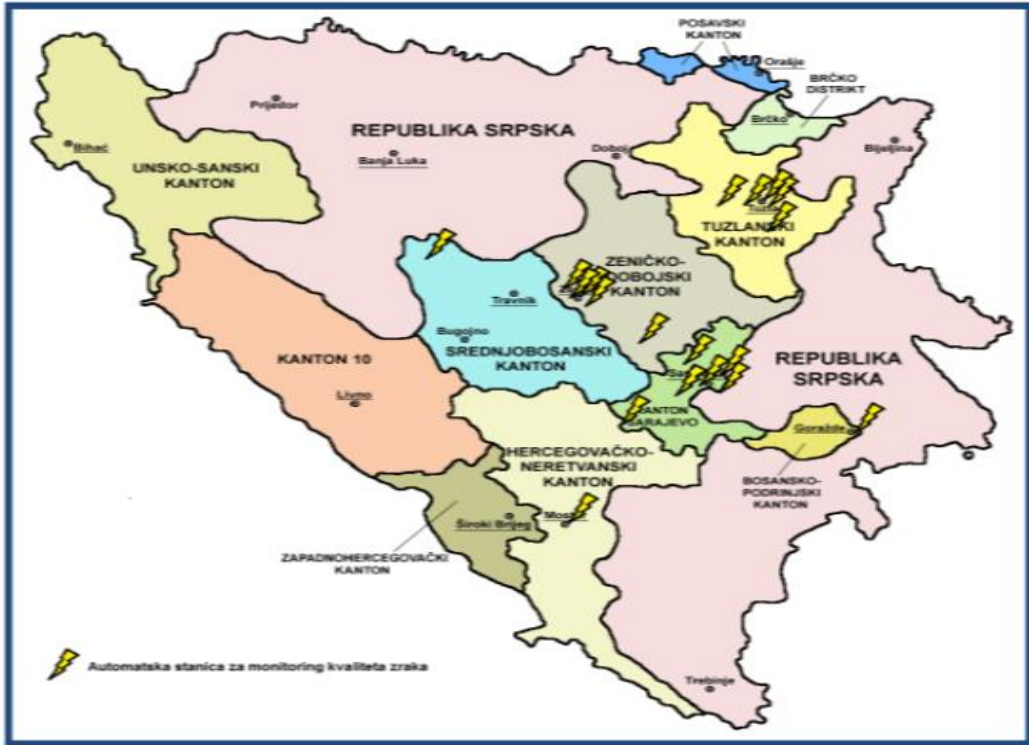 POSAVSKI
KANTON
Orašje
BRČKO
DISTRIKT
Prijedor
Brčko
REPUBLIKA SRPSKA
Bihać
Banja Luka
Doboj
Bijeljina
UNSKO-SANSKI
KANTON
TUZLANSKI
KANTON
ZENIČKO-
DOBOJSKI
KANTON
Travnik
Bugojno
SREDNJOBOSANSKI
KANTON
KANTON 10
REPUBLIKA
SRPSKA
Livno
KANTON
SARAJEVO
Goražde
HERCEGOVAČKO-
NERETVANSKI
KANTON
BOSANSKO-
PODRINJSKI
KANTON
Široki Brijeg
ZAPADNOHERCEGOVAČKI
KANTON
Automatska stanica za monitoring kvaliteta zraka
Trebinje